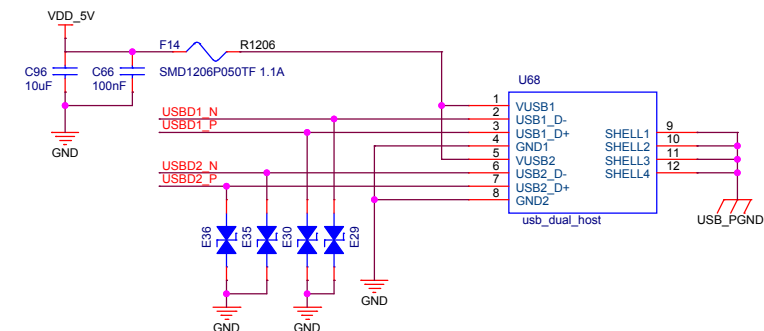 VDD_5V
F14
R1206
C96
10uF
C66
100nF
SMD1206P050TF 1.1A
GND
U68
USBD1_N
USBD1_P
USBD2_N
USBD2_P
1
2
3
4
5
6
7
8
VUSB1
USB1_D-
USB1_D+
GND1
VUSB2
USB2_D-
USB2_D+
GND2
SHELL1
SHELL2
SHELL3
SHELL4
9
10
11
12
usb_dual_host
USB_PGND
E36
E35
E30
E29
GND
GND
GND